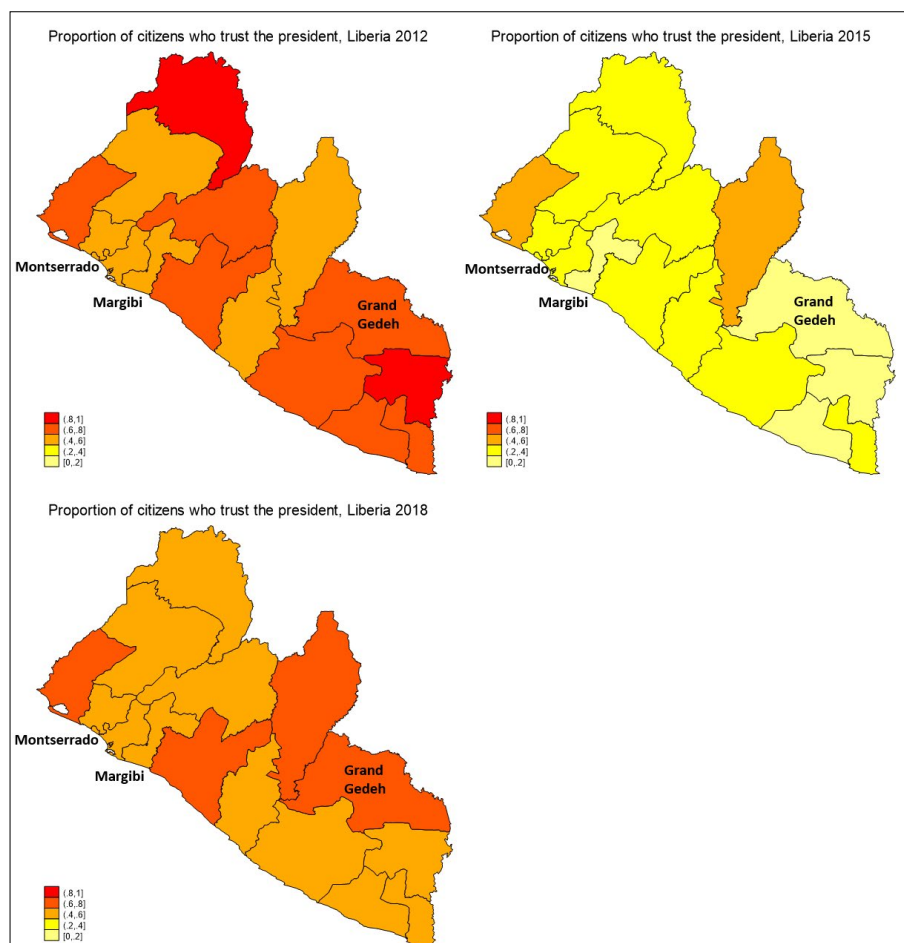 Proportion of citizens who trust the president, Liberia 2012
Montserrado
Margibi
Grand
Gedeh
(.8,1]
(.6,.8]
(.4,.6]
(.2,.4]
[0,.2]
Proportion of citizens who trust the president, Liberia 2015
Montserrado
Margibi
Grand
Gedeh
(.8,1]
(.6,.8]
(.4,.6]
(.2,.4]
[0,.2]
Proportion of citizens who trust the president, Liberia 2018
Montserrado
Margibi
Grand
Gedeh
(.8,1]
(.6,.8]
(.4,.6]
(.2,.4]
[0,.2]